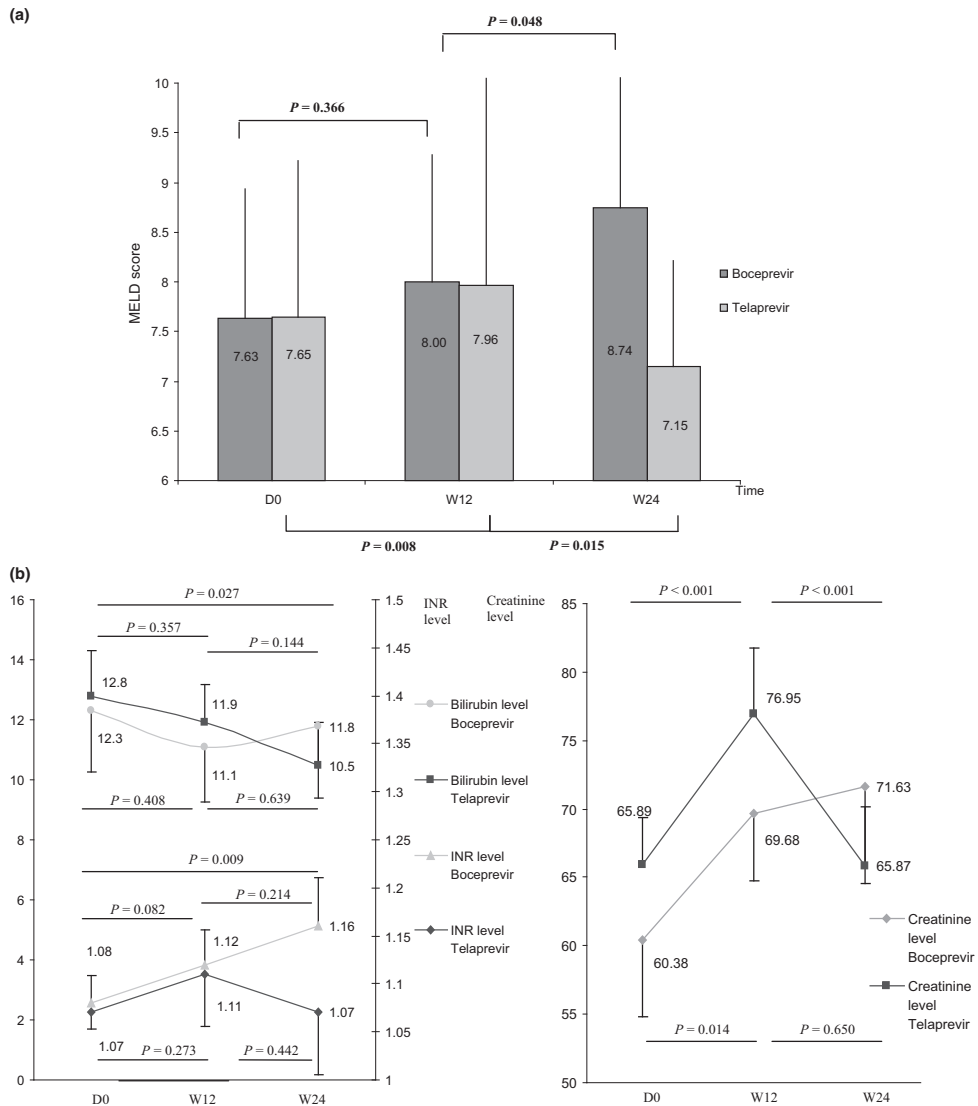 (a)
P = 0.048
P = 0.366
10
9.5
9
8.5
8
7.5
7
6.5
6
MELD score
7.63
7.65
8.00
7.96
8.74
7.15
Boceprevir
Telaprevir
D0
W12
W24
Time
P = 0.008
P = 0.015
(b)
16
14
12
10
8
6
4
2
0
P = 0.027
P = 0.357
P = 0.144
12.8
11.9
11.8
12.3
11.1
10.5
P = 0.408
P = 0.639
P = 0.009
P = 0.214
P = 0.082
1.08
1.12
1.16
1.11
1.07
1.07
P = 0.273
P = 0.442
D0
W12
W24
1.5
1.45
1.4
1.35
1.3
1.25
1.2
1.15
1.1
1.05
1
INR
level
Creatinine
level
Bilirubin level
Boceprevir
Bilirubin level
Telaprevir
INR level
Boceprevir
INR level
Telaprevir
85
80
75
70
65
60
55
50
P < 0.001
P < 0.001
76.95
65.89
71.63
69.68
65.87
60.38
P = 0.014
P = 0.650
D0
W12
W24
Creatinine
level
Boceprevir
Creatinine
level
Telaprevir